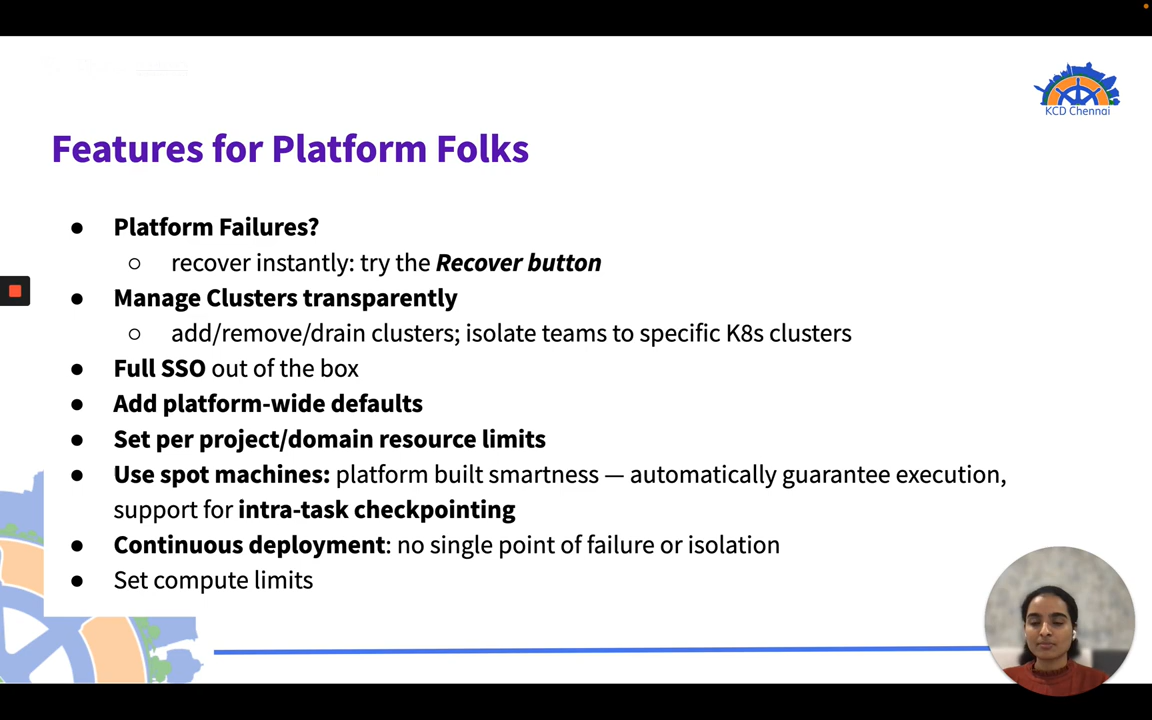 KCD Chennai
Features for Platform Folks
● Platform Failures?
○ recover instantly: try the Recover button
● Manage Clusters transparently
○ add/remove/drain clusters; isolate teams to specific K8s clusters
● Full SSO out of the box
● Add platform-wide defaults
● Set per project/domain resource limits
● Use spot machines: platform built smartness — automatically guarantee execution,
support for intra-task checkpointing
● Continuous deployment: no single point of failure or isolation
● Set compute limits